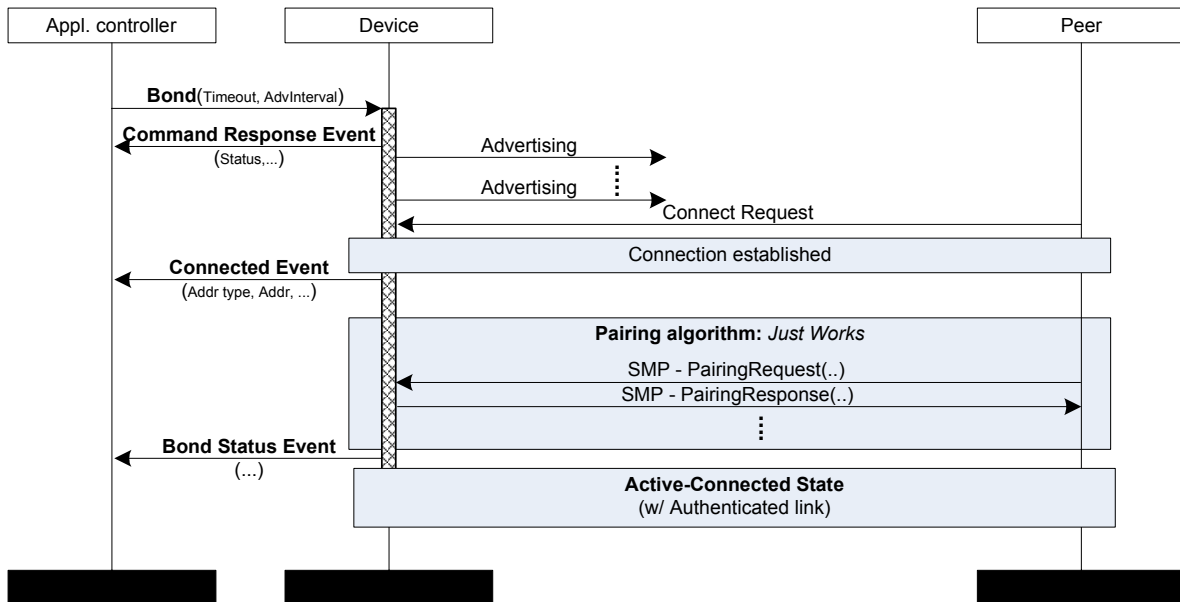 Appl. controller
Device
Peer
Bond(Timeout, AdvInterval)
Command Response Event
(Status,...)
Advertising
Advertising
Connect Request
Connection established
Connected Event
(Addr type, Addr, ...)
Pairing algorithm: Just Works
SMP - PairingRequest(..)
SMP - PairingResponse(..)
Bond Status Event
(...)
Active-Connected State
(w/ Authenticated link)